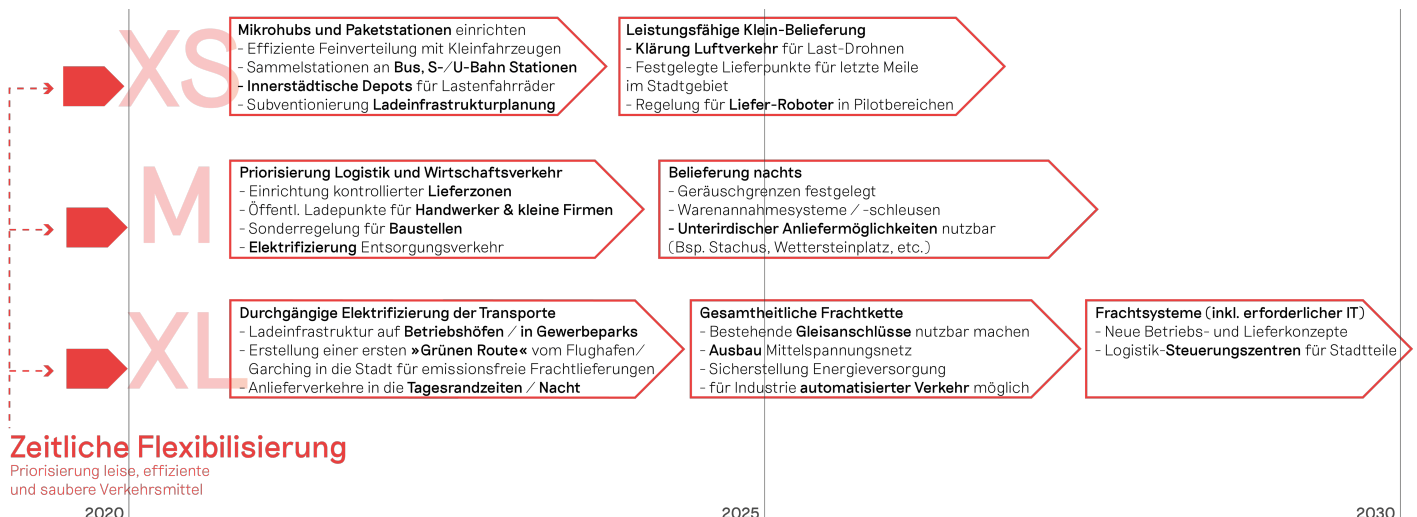 XS
Mikrohubs und Paketstationen einrichten
- Effiziente Feinverteilung mit Kleinfahrzeugen
- Sammelstationen an Bus, S-/U-Bahn Stationen
- Innerstädtische Depots für Lastenfahrräder
- Subventionierung Ladeinfrastrukturplanung
Leistungsfähige Klein-Belieferung
- Klärung Luftverkehr für Last-Drohnen
- Festgelegte Lieferpunkte für letzte Meile
im Stadtgebiet
- Regelung für Liefer-Roboter in Pilotbereichen
M
Priorisierung Logistik und Wirtschaftsverkehr
- Einrichtung kontrollierter Lieferzonen
- Öffentl. Ladepunkte für Handwerker & kleine Firmen
- Sonderregelung für Baustellen
- Elektrifizierung Entsorgungsverkehr
Belieferung nachts
- Geräuschgrenzen festgelegt
- Warenannahmesysteme / -schleusen
- Unterirdischer Anliefermöglichkeiten nutzbar
(Bsp. Stachus, Wettersteinplatz, etc.)
XL
Durchgängige Elektrifizierung der Transporte
- Ladeinfrastruktur auf Betriebshöfen / in Gewerbeparks
- Erstellung einer ersten »Grünen Route« vom Flughafen/
Garching in die Stadt für emissionsfreie Frachtlieferungen
- Anlieferverkehre in die Tagesrandzeiten / Nacht
Gesamtheitliche Frachtkette
- Bestehende Gleisanschlüsse nutzbar machen
- Ausbau Mittelspannungsnetz
- Sicherstellung Energieversorgung
- für Industrie automatisierter Verkehr möglich
Frachtsysteme (inkl. erforderlicher IT)
- Neue Betriebs- und Lieferkonzepte
- Logistik-Steuerungszentren für Stadtteile
Zeitliche Flexibilisierung
Priorisierung leise, effiziente
und saubere Verkehrsmittel
2020
2025
2030